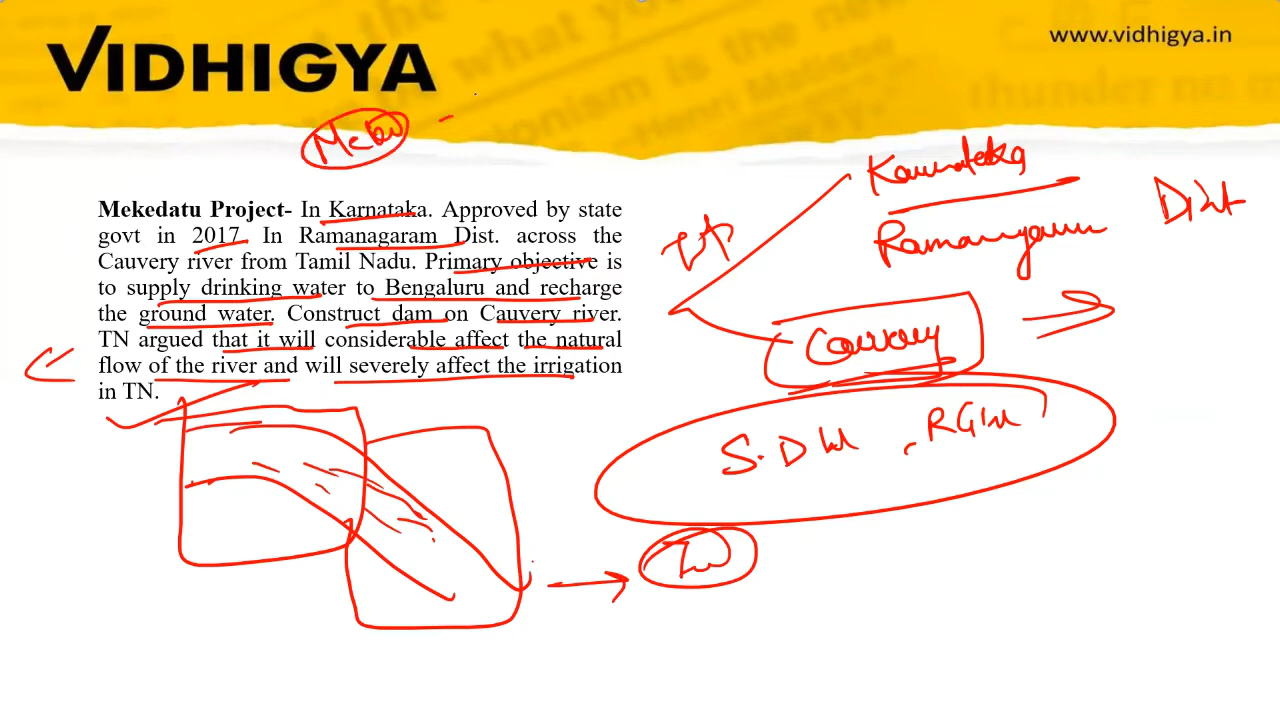 VIDHIGYA
www.vidhigya.in
Mekedatu Project- In Karnataka. Approved by state
govt in 2017. In Ramanagaram Dist. across the
Cauvery river from Tamil Nadu. Primary objective is
to supply drinking water to Bengaluru and recharge
the ground water. Construct dam on Cauvery river.
TN argued that it will considerable affect the natural
flow of the river and will severely affect the irrigation
in TN.
Karnataka
Dist
Cauvery
S.DW, RGW